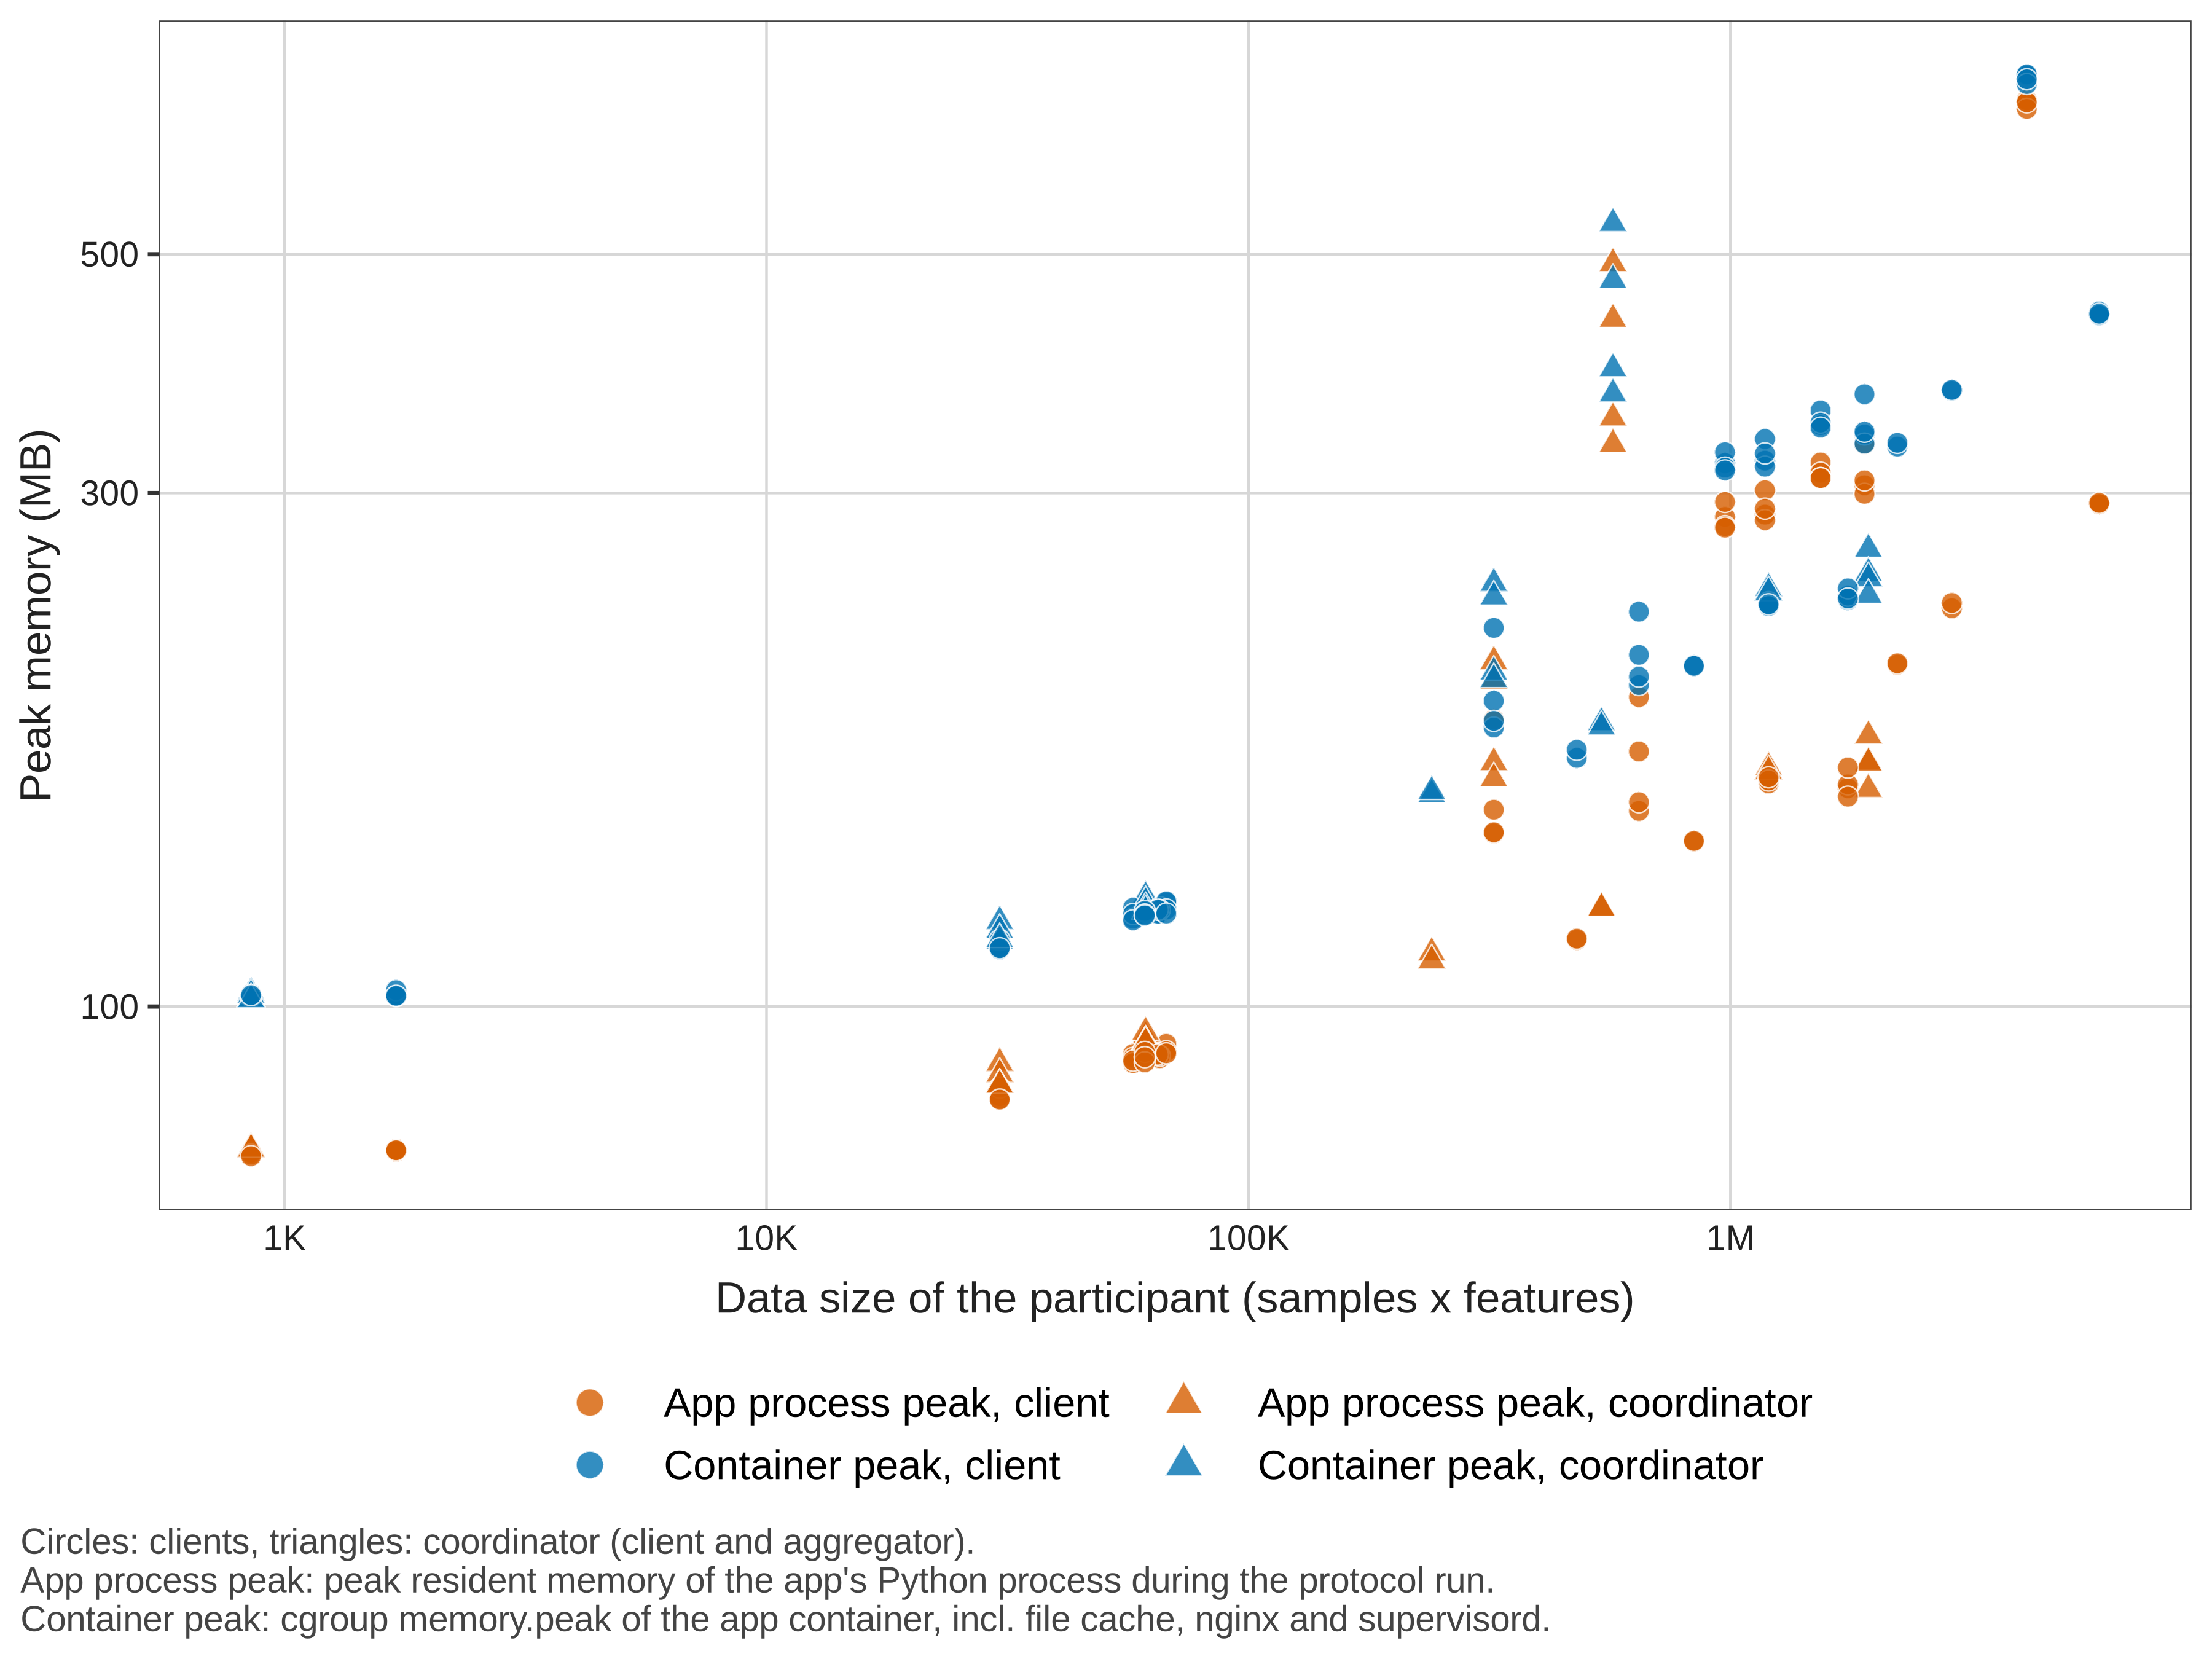 500
300
100
Peak memory (MB)
1K 10K 100K 1M
Data size of the participant (samples x features)
App process peak, client App process peak, coordinator
Container peak, client Container peak, coordinator
Circles: clients, triangles: coordinator (client and aggregator).
App process peak: peak resident memory of the app's Python process during the protocol run.
Container peak: cgroup memory.peak of the app container, incl. file cache, nginx and supervisord.